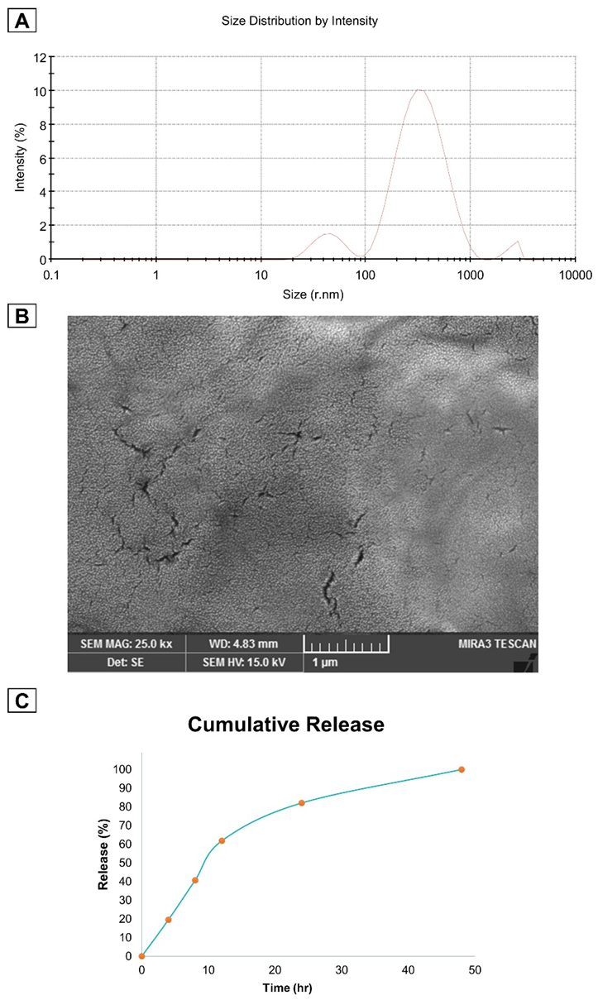 A
Size Distribution by Intensity
12
10
8
6
4
2
0
Intensity (%)
0.1 1 10 100 1000 10000
Size (r.nm)
B
SEM MAG: 25.0 kx WD: 4.83 mm MIRA3 TESCAN
Det: SE SEM HV: 15.0 kV 1 µm
C
Cumulative Release
100
90
80
70
60
50
40
30
20
10
0
Release (%)
0 10 20 30 40 50
Time (hr)